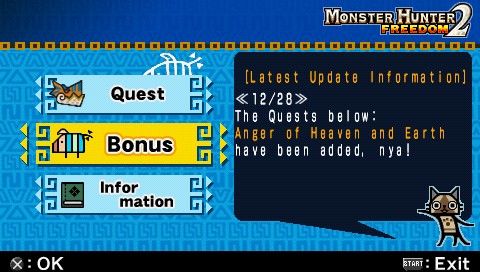 MONSTER HUNTER
FREEDOM 2
Quest
Bonus
Infor
mation
[Latest Update Information]
≪12/28≫
The Quests below:
Anger of Heaven and Earth
have been added, nya!
X: OK
START: Exit